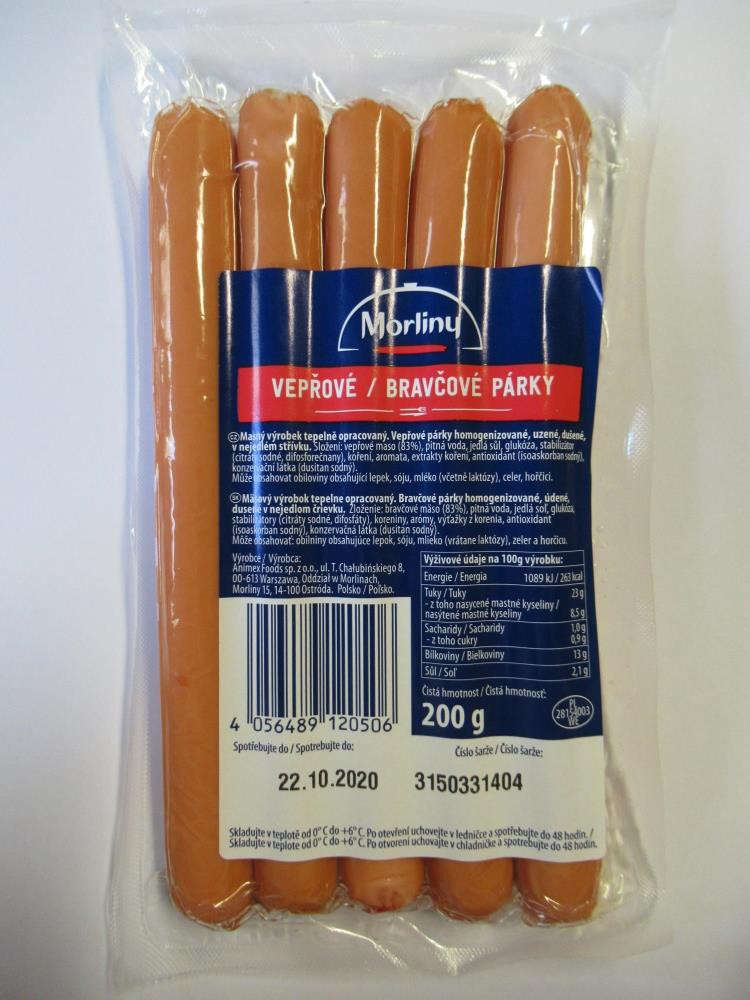 Morliny
VEPŘOVÉ / BRAVČOVÉ PÁRKY
CZ Masný výrobek tepelně opracovaný. Vepřové párky homogenizované, uzené, dušené,
v nejedlém střívku. Složení: vepřové maso (83%), pitná voda, jedlá sůl, glukóza, stabilizátor
(citráty sodné, difosforečnany), koření, aromata, extrakty koření, antioxidant (isoaskorban sodný),
konzervační látka (dusitan sodný).
Může obsahovat obiloviny obsahující lepek, sóju, mléko (včetně laktózy), celer, hořčici.
SK Mäsový výrobok tepelne opracovaný. Bravčové párky homogenizované, údené,
dusené v nejedlom črievku. Zloženie: bravčové mäso (83%), pitná voda, jedlá soľ, glukóza,
stabilizátory (citráty sodné, difosfáty), koreniny, arómy, výťažky z korenia, antioxidant
(isoaskorban sodný), konzervačná látka (dusitan sodný).
Môže obsahovať: obilniny obsahujúce lepek, sóju, mlieko (vrátane laktózy), zeler a horčicu.
Výrobce / Výrobca:
Animex Foods sp. z o.o., ul. T. Chałubińskiego 8,
00-613 Warszawa, Oddział w Morlinach,
Morliny 15, 14-100 Ostróda. Polsko / Poľsko.
Výživové údaje na 100g výrobku:
Energie / Energia 1089 kJ / 263 kcal
Tuky / Tuky 23 g
- z toho nasycené mastné kyseliny /
nasýtené mastné kyseliny 8,5 g
Sacharidy / Sacharidy 1,0 g
- z toho cukry 0,9 g
Bílkoviny / Bielkoviny 13 g
Sůl / Soľ 2,1 g
Čistá hmotnost / Čistá hmotnosť:
200 g
PL
28154003
WE
4 056489 120506
Spotřebujte do / Spotrebujte do:
22.10.2020
Číslo šarže / Číslo šarže:
3150331404
Skladujte v teplotě od 0°C do +6°C. Po otevření uchovejte v ledničce a spotřebujte do 48 hodin. /
Skladujte v teplote od 0°C do +6°C. Po otvorení uchovajte v chladničke a spotrebujte do 48 hodín.